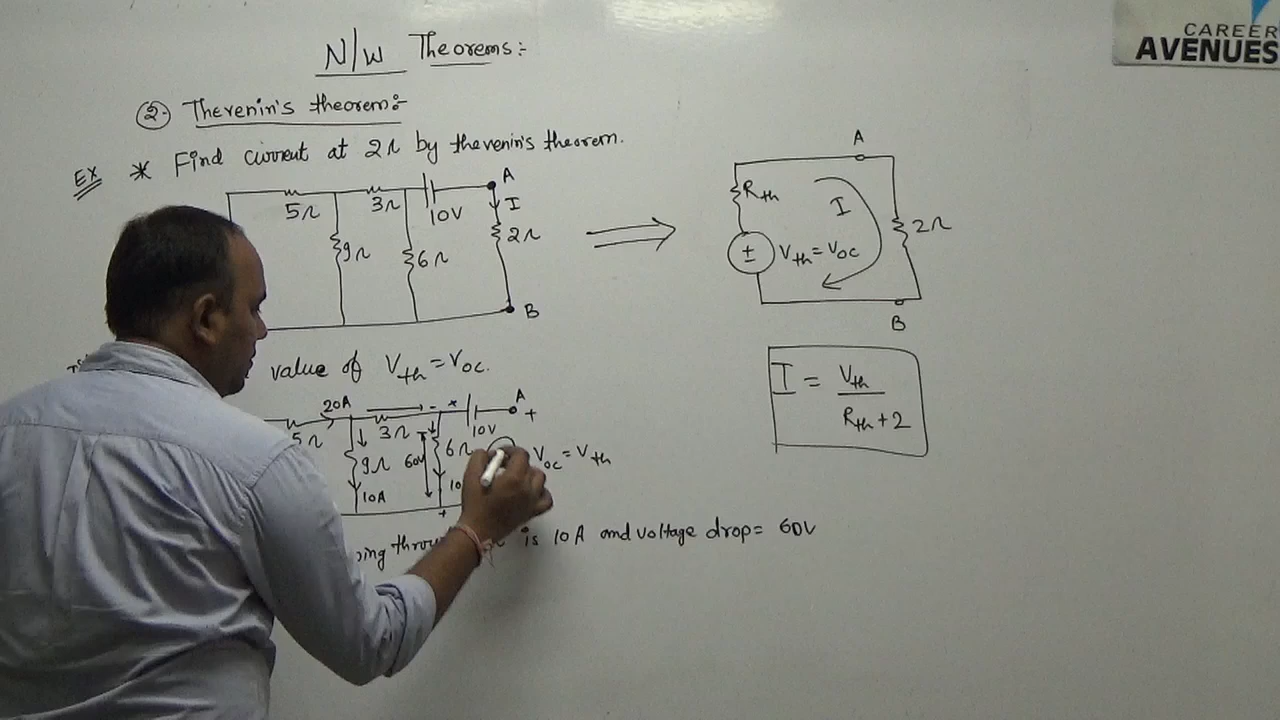 CAREER
AVENUES
N/W Theorems:-
2. Thevenin's theorem:-
EX * Find current at 2Ω by thevenin's theorem.
5Ω 3Ω 10V A
I
9Ω 6Ω 2Ω
B
A
Rth I 2Ω
± Vth = Voc
B
value of Vth = Voc.
I = Vth / Rth + 2
20A - + A
5Ω 3Ω 10V +
9Ω 60V 6Ω Voc = Vth
10A 10
+
is 10A and voltage drop = 60V